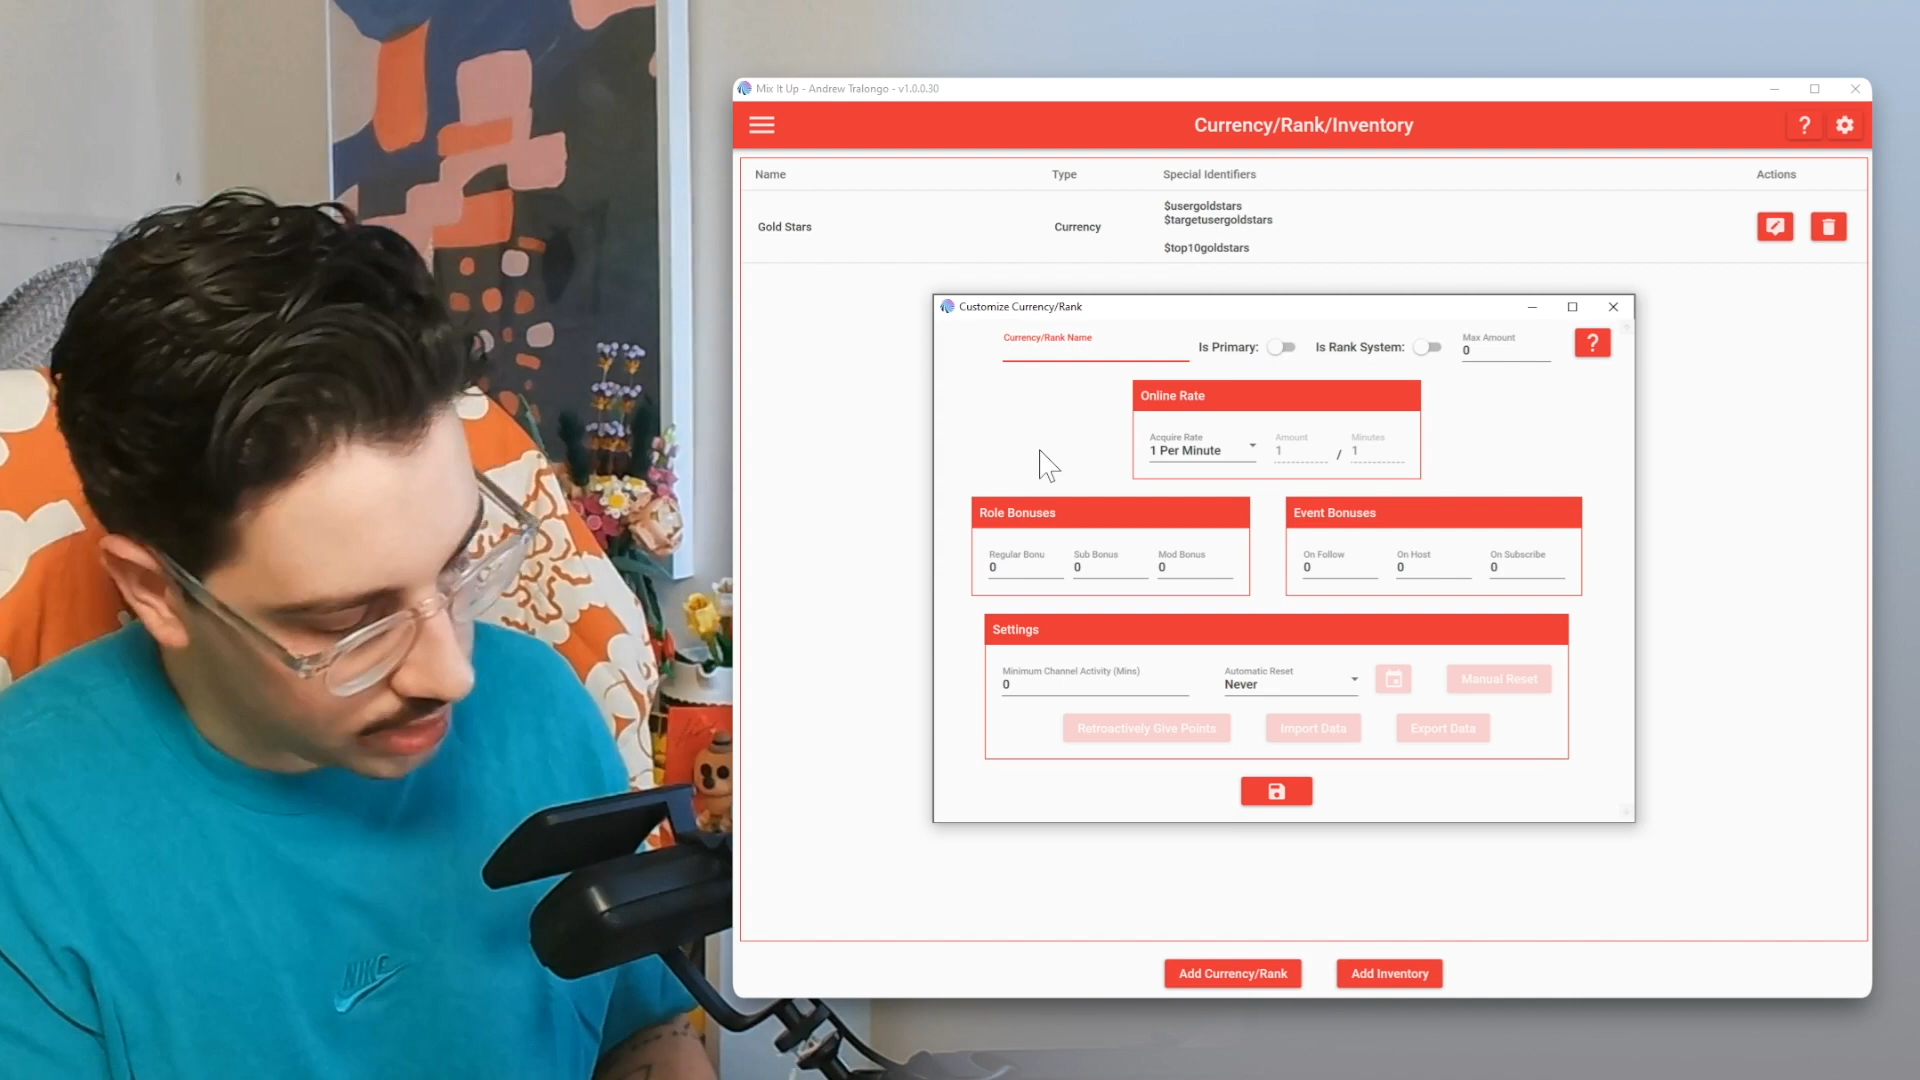 Mix It Up - Andrew Tralongo - v1.0.0.30
Currency/Rank/Inventory
?
Name Type Special Identifiers Actions
Gold Stars Currency
$usergoldstars
$targetusergoldstars
$top10goldstars
Customize Currency/Rank
Currency/Rank Name
Is Primary: Is Rank System:
Max Amount
0
?
Online Rate
Acquire Rate Amount Minutes
1 Per Minute 1 / 1
Role Bonuses
Regular Bonu Sub Bonus Mod Bonus
0 0 0
Event Bonuses
On Follow On Host On Subscribe
0 0 0
Settings
Minimum Channel Activity (Mins)
0
Automatic Reset
Never
Manual Reset
Retroactively Give Points Import Data Export Data
Add Currency/Rank Add Inventory
NIKE